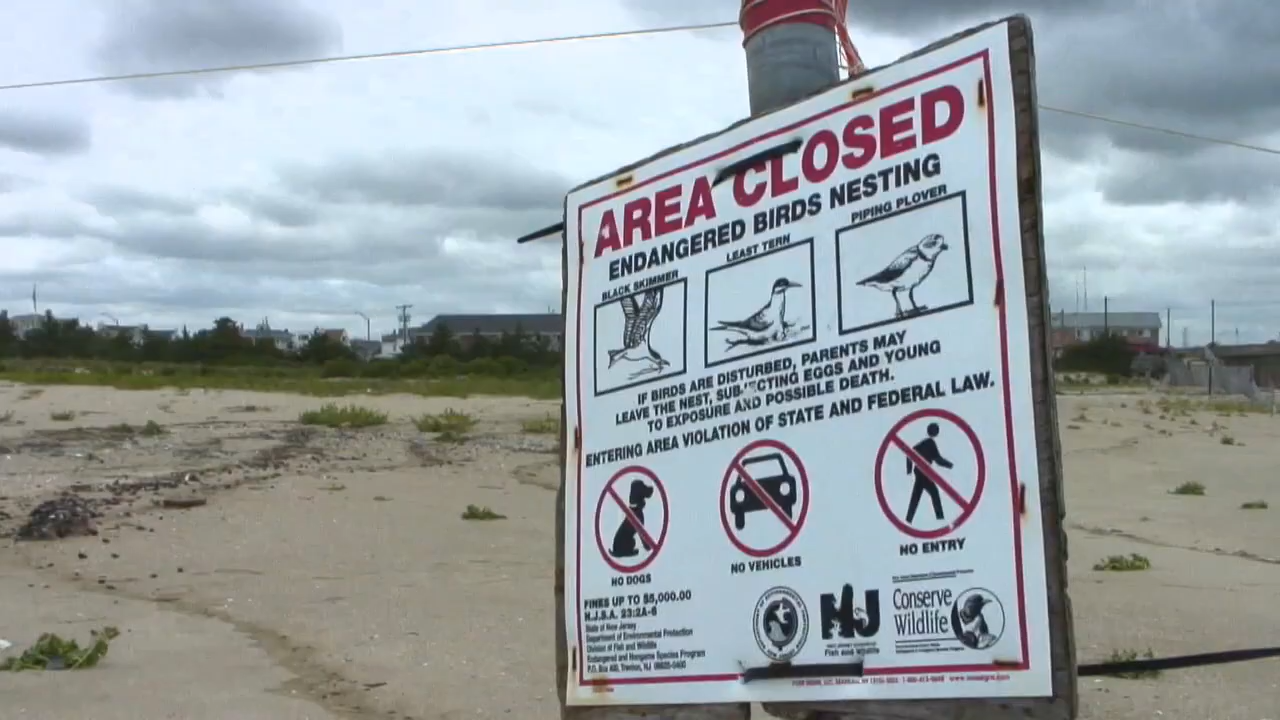 AREA CLOSED
ENDANGERED BIRDS NESTING
BLACK SKIMMER
LEAST TERN
PIPING PLOVER
IF BIRDS ARE DISTURBED, PARENTS MAY
LEAVE THE NEST, SUBJECTING EGGS AND YOUNG
TO EXPOSURE AND POSSIBLE DEATH.
ENTERING AREA VIOLATION OF STATE AND FEDERAL LAW.
NO DOGS
NO VEHICLES
NO ENTRY
FINES UP TO $5,000.00
N.J.S.A. 23:2A-6
State of New Jersey
Department of Environmental Protection
Division of Fish and Wildlife
Endangered and Nongame Species Program
P.O. Box 400, Trenton, NJ
NJ
Fish and Wildlife
Conserve
Wildlife